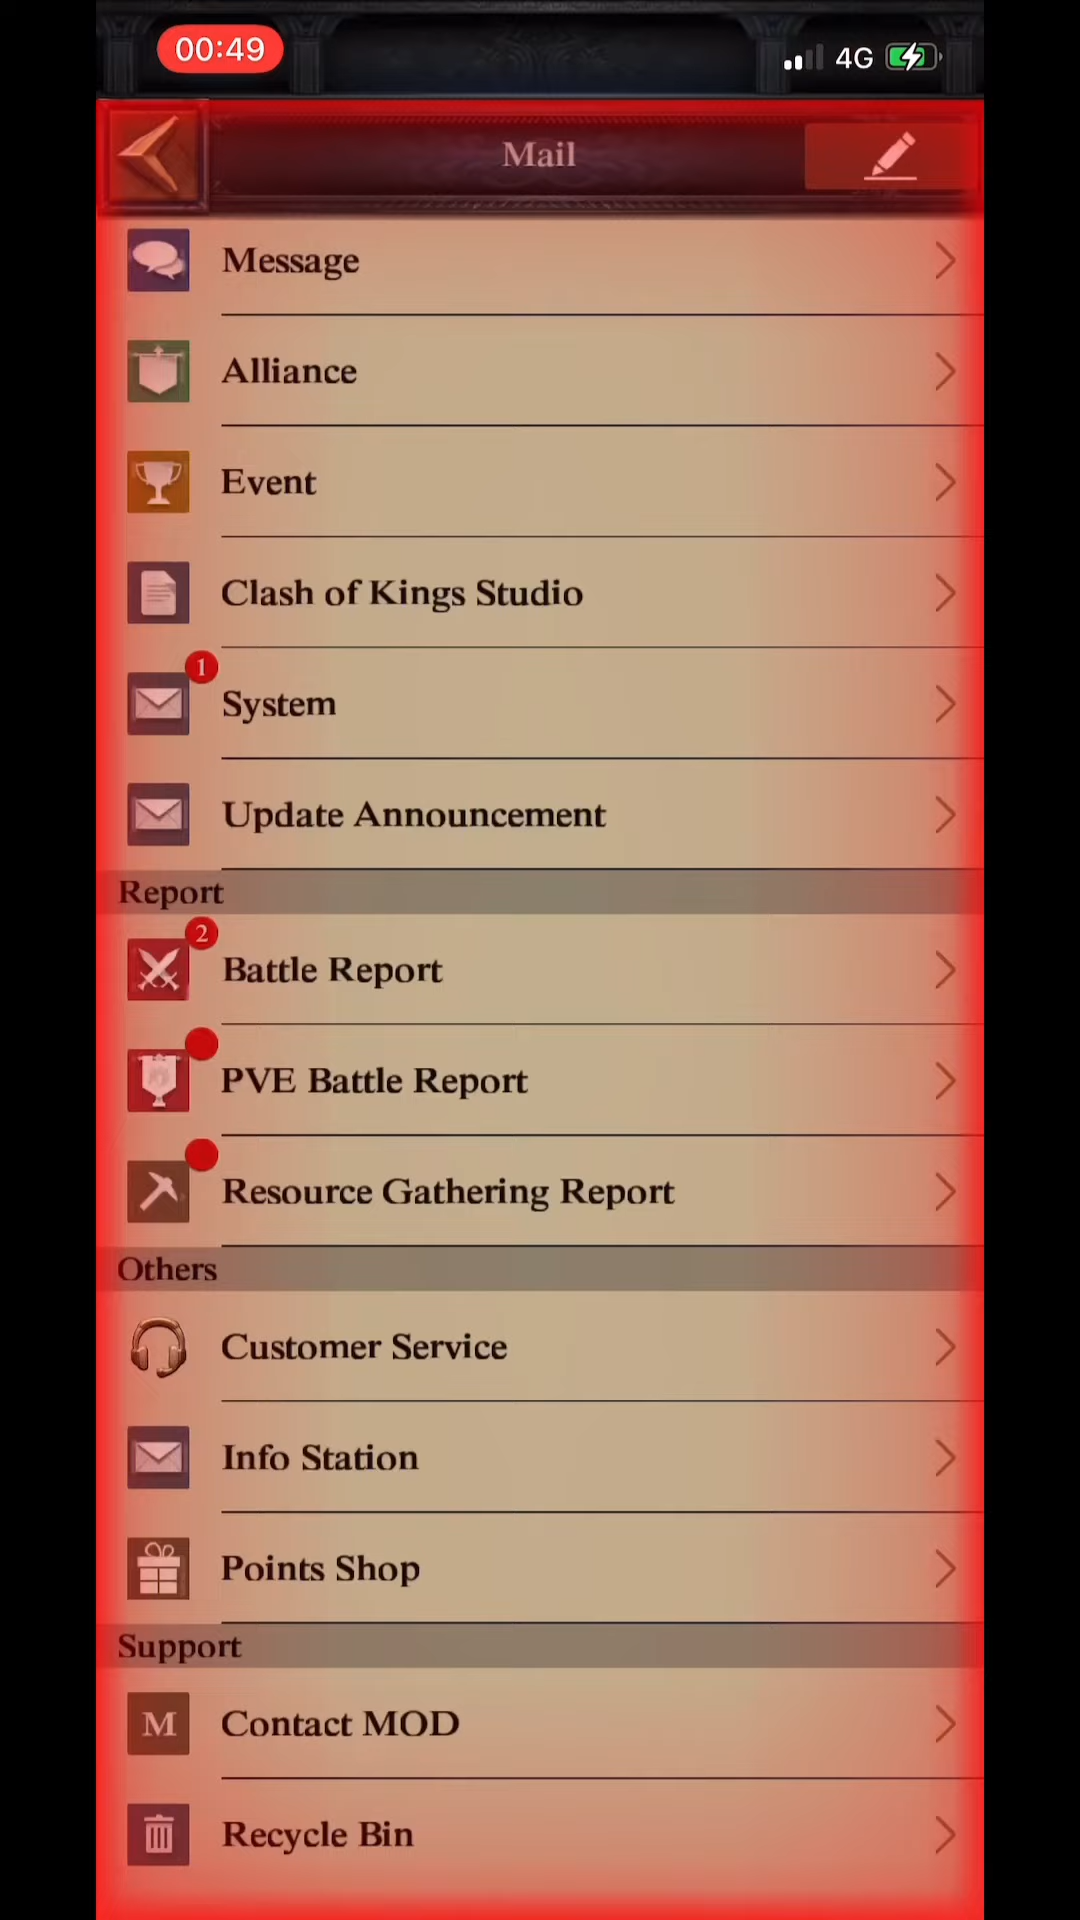 00:49
4G
Mail
Message
Alliance
Event
Clash of Kings Studio
1
System
Update Announcement
Report
2
Battle Report
PVE Battle Report
Resource Gathering Report
Others
Customer Service
Info Station
Points Shop
Support
M
Contact MOD
Recycle Bin